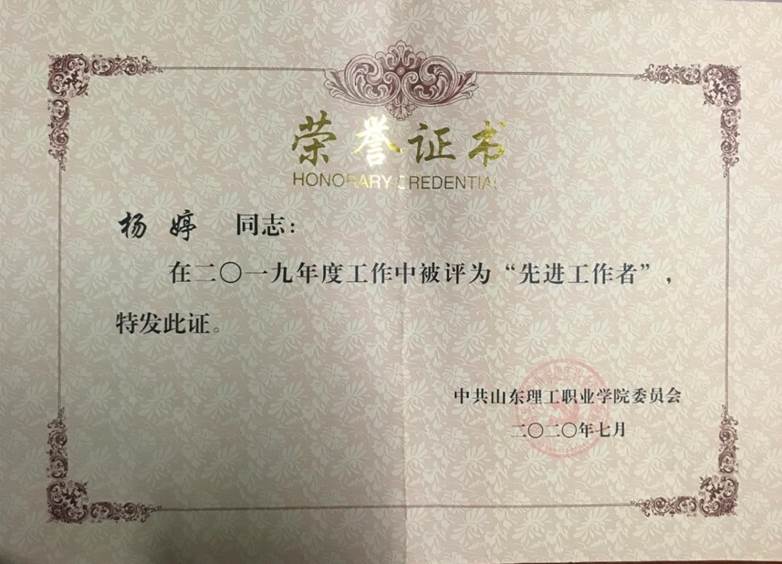 荣誉证书
HONORARY CREDENTIAL
杨婷 同志：
在二〇一九年度工作中被评为“先进工作者”，
特发此证。
中共山东理工职业学院委员会
二〇二〇年七月